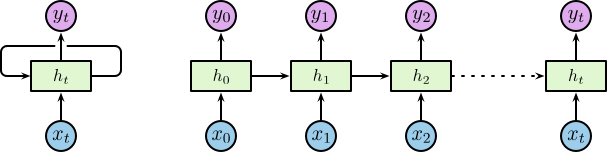 y_t y_0 y_1 y_2 y_t
h_t h_0 h_1 h_2 h_t
x_t x_0 x_1 x_2 x_t